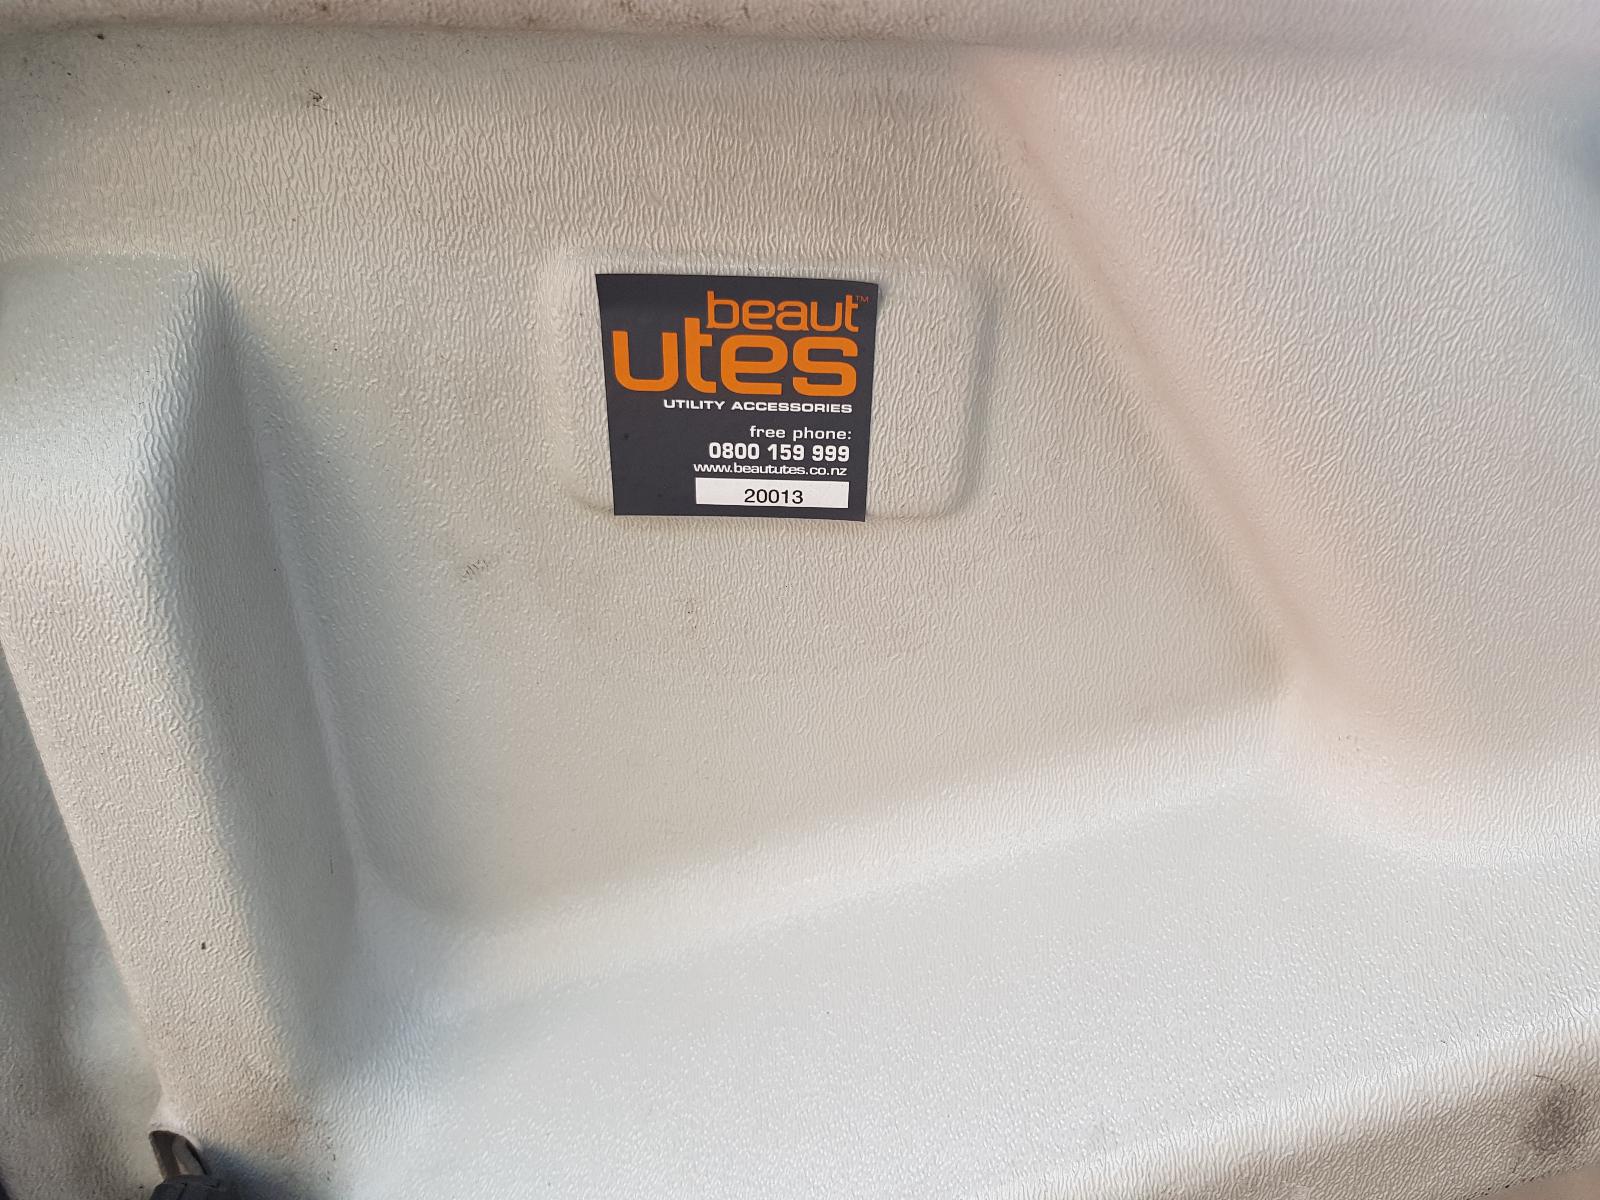 beaut™
utes
UTILITY ACCESSORIES
free phone:
0800 159 999
www.beaututes.co.nz
20013